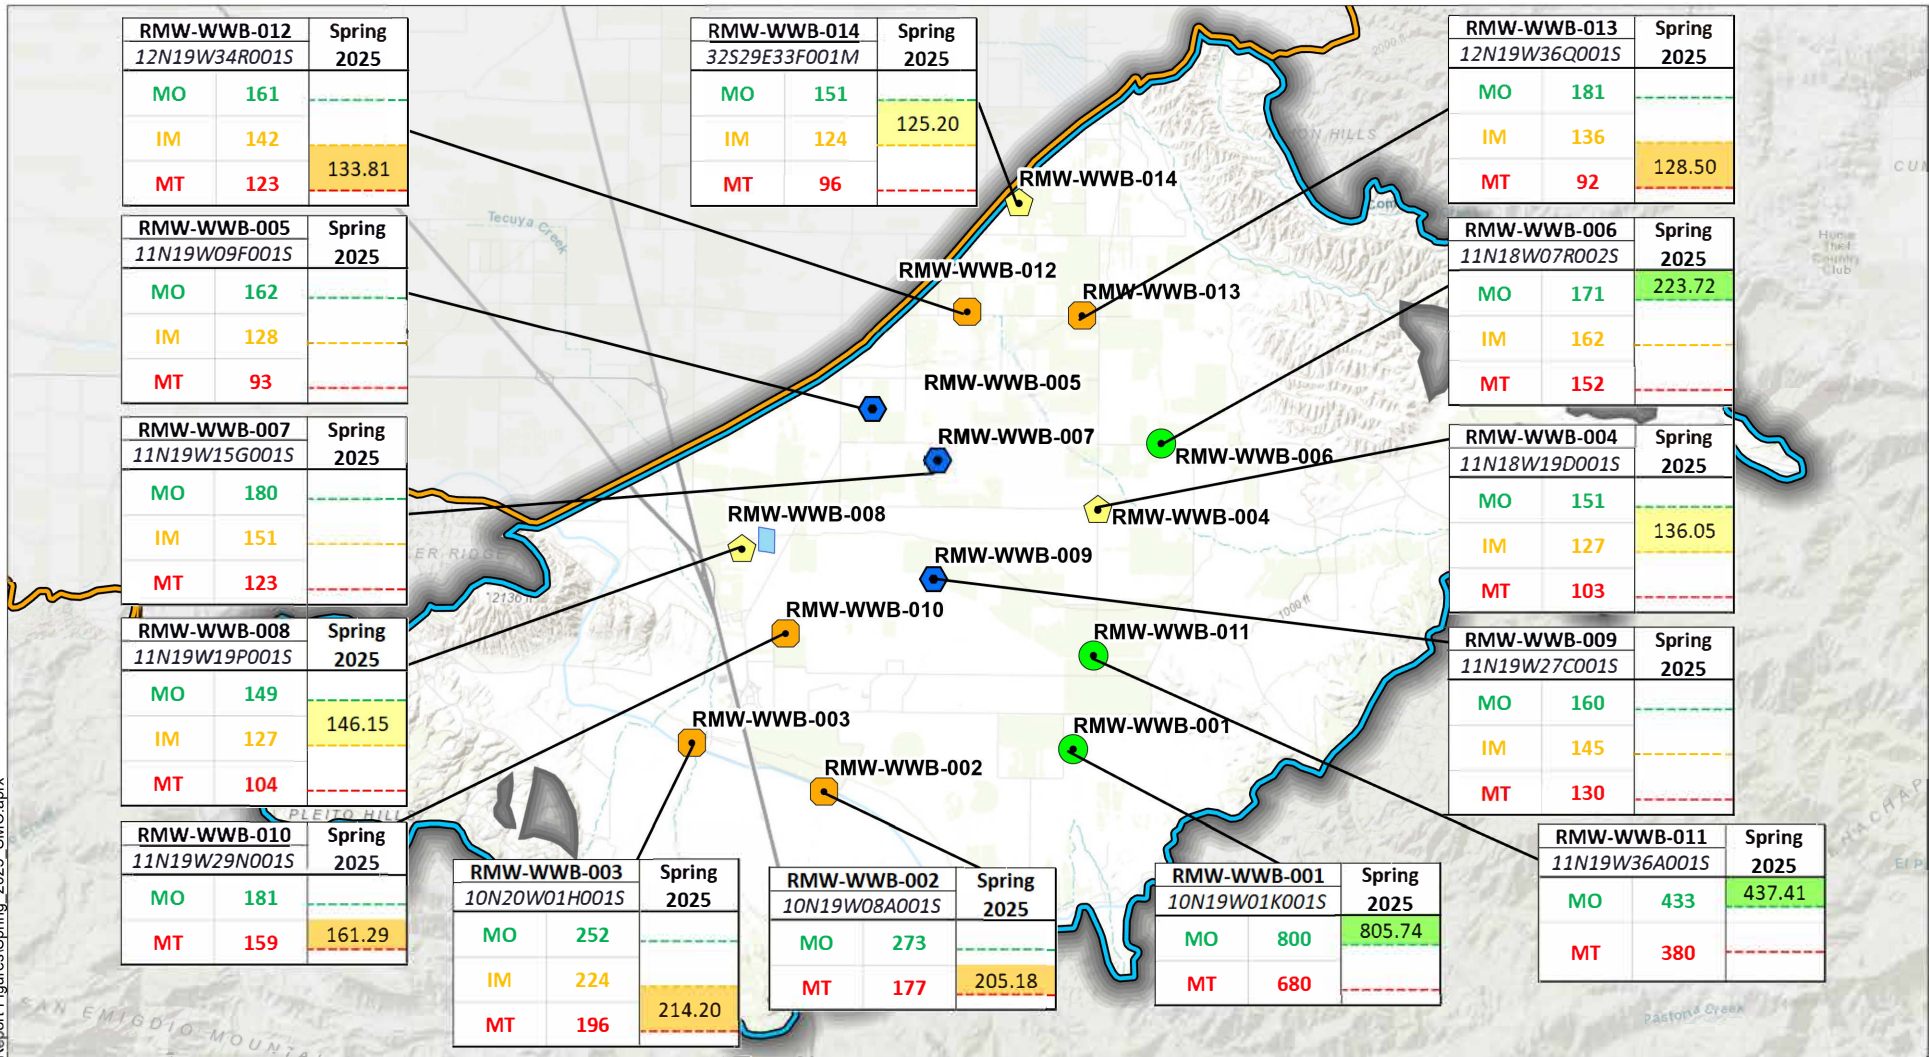 RMW-WWB-012 Spring
12N19W34R001S 2025
MO 161
IM 142
MT 123 133.81
RMW-WWB-014 Spring
32S29E33F001M 2025
MO 151
IM 124 125.20
MT 96
RMW-WWB-013 Spring
12N19W36Q001S 2025
MO 181
IM 136
MT 92 128.50
RMW-WWB-005 Spring
11N19W09F001S 2025
MO 162
IM 128
MT 93
RMW-WWB-006 Spring
11N18W07R002S 2025
MO 171 223.72
IM 162
MT 152
RMW-WWB-007 Spring
11N19W15G001S 2025
MO 180
IM 151
MT 123
RMW-WWB-004 Spring
11N18W19D001S 2025
MO 151
IM 127 136.05
MT 103
RMW-WWB-008 Spring
11N19W19P001S 2025
MO 149
IM 127 146.15
MT 104
RMW-WWB-009 Spring
11N19W27C001S 2025
MO 160
IM 145
MT 130
RMW-WWB-010 Spring
11N19W29N001S 2025
MO 181
MT 159 161.29
RMW-WWB-003 Spring
10N20W01H001S 2025
MO 252
IM 224
MT 196 214.20
RMW-WWB-002 Spring
10N19W08A001S 2025
MO 273
MT 177 205.18
RMW-WWB-001 Spring
10N19W01K001S 2025
MO 800 805.74
MT 680
RMW-WWB-011 Spring
11N19W36A001S 2025
MO 433 437.41
MT 380
RMW-WWB-014
RMW-WWB-012
RMW-WWB-013
RMW-WWB-005
RMW-WWB-007
RMW-WWB-006
RMW-WWB-008
RMW-WWB-004
RMW-WWB-009
RMW-WWB-010
RMW-WWB-011
RMW-WWB-003
RMW-WWB-001
RMW-WWB-002
Tecuya Creek
2000 ft
HILLS
Country
Club
ER RIDGE
2136 ft
1000 ft
PLEITO HILLS
SAN EMIGDIO MOUNTAI
Pastoria Creek